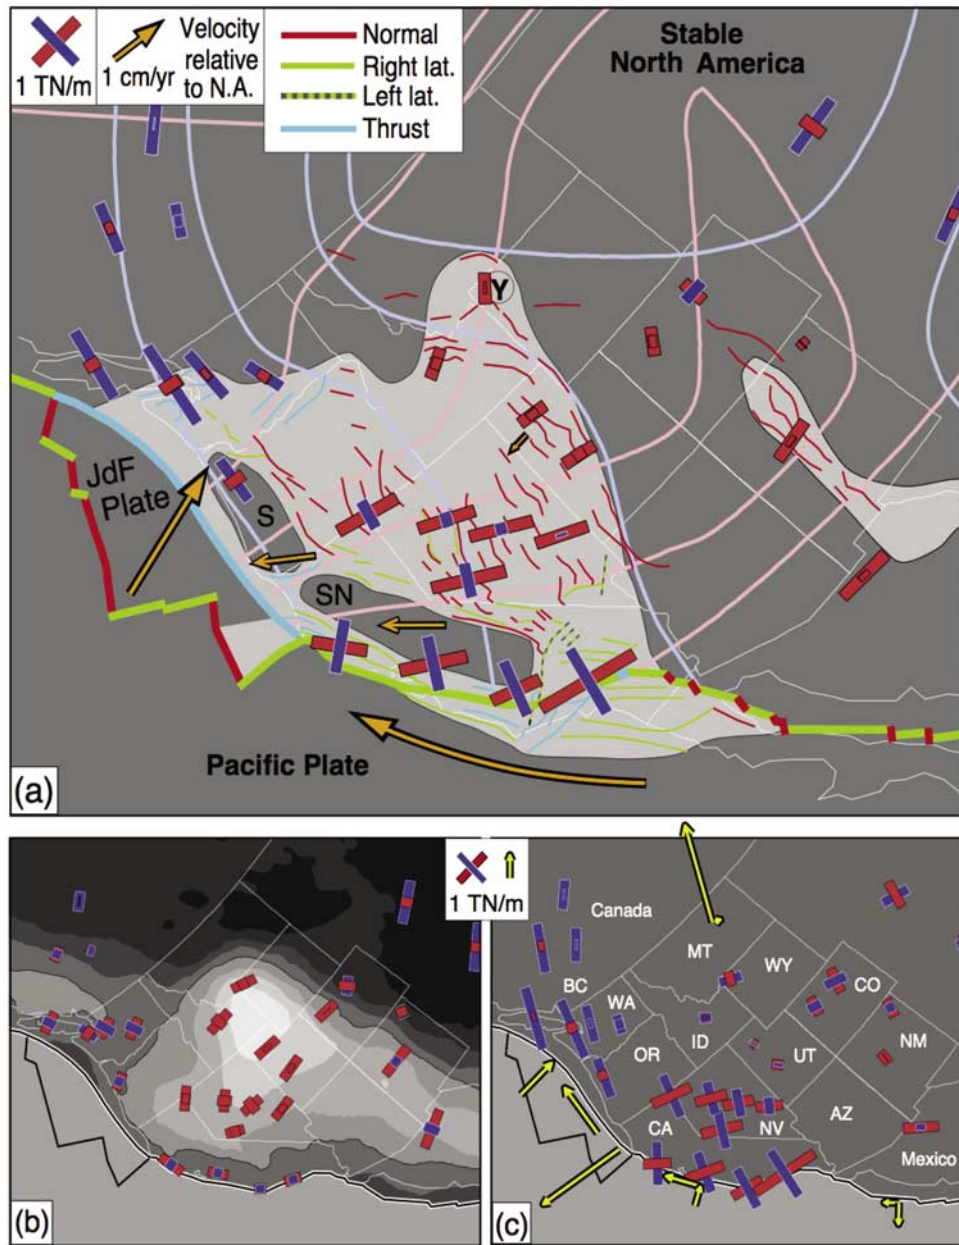 1 TN/m
1 cm/yr
Velocity
relative
to N.A.
Normal
Right lat.
Left lat.
Thrust
Stable
North America
Y
JdF
Plate
S
SN
Pacific Plate
(a)
(b)
1 TN/m
Canada
MT
WY
BC
CO
WA
ID
OR
UT
NM
CA
NV
AZ
Mexico
(c)